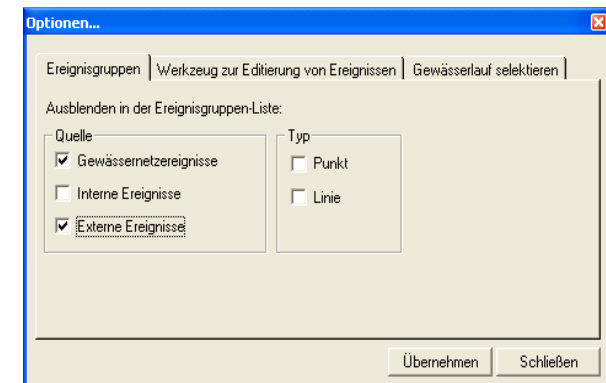 Optionen...
Ereignisgruppen Werkzeug zur Editierung von Ereignissen Gewässerlauf selektieren
Ausblenden in der Ereignisgruppen-Liste:
Quelle
Gewässernetzereignisse
Interne Ereignisse
Externe Ereignisse
Typ
Punkt
Linie
Übernehmen Schließen